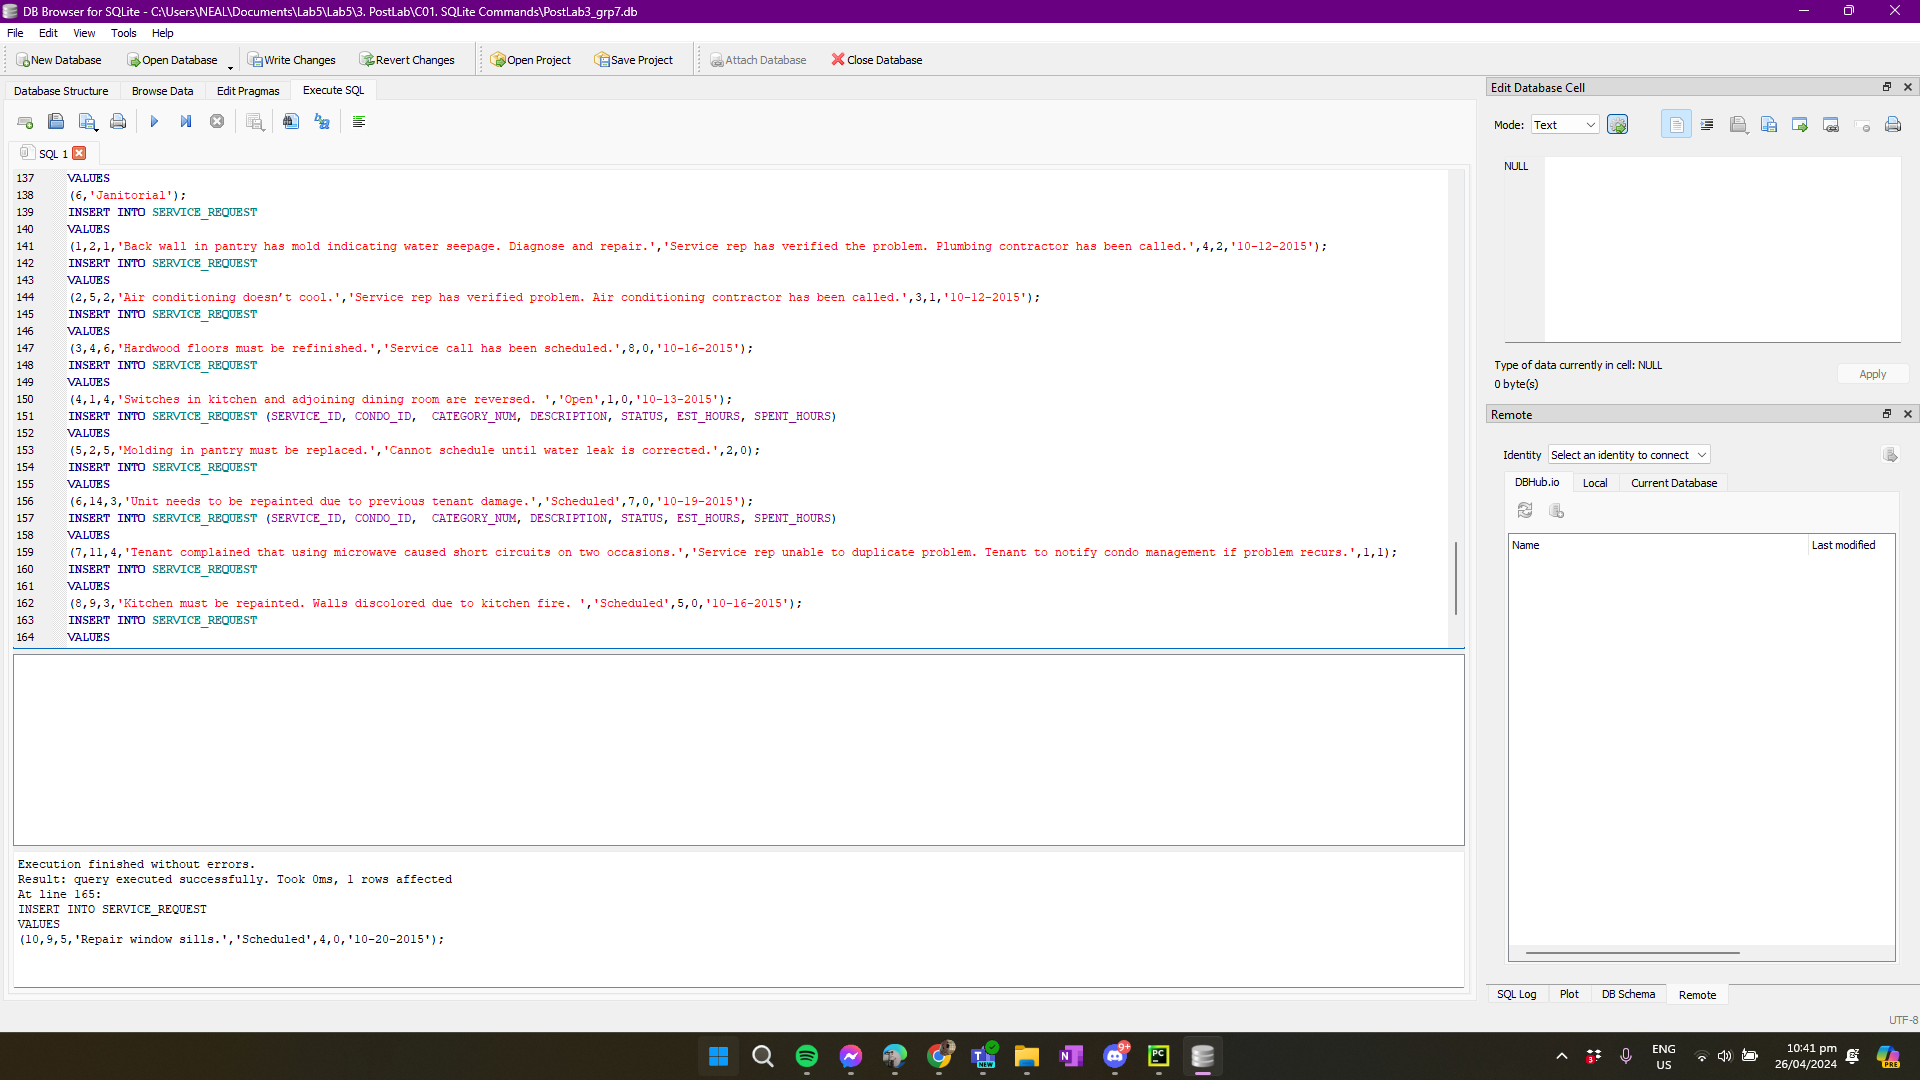 DB Browser for SQLite - C:\Users\NEAL\Documents\Lab5\Lab5\3. PostLab\C01. SQLite Commands\PostLab3_grp7.db
File Edit View Tools Help
New Database Open Database Write Changes Revert Changes Open Project Save Project Attach Database Close Database
Database Structure Browse Data Edit Pragmas Execute SQL
SQL 1
137 VALUES
138 (6,'Janitorial');
139 INSERT INTO SERVICE_REQUEST
140 VALUES
141 (1,2,1,'Back wall in pantry has mold indicating water seepage. Diagnose and repair.','Service rep has verified the problem. Plumbing contractor has been called.',4,2,'10-12-2015');
142 INSERT INTO SERVICE_REQUEST
143 VALUES
144 (2,5,2,'Air conditioning doesn’t cool.','Service rep has verified problem. Air conditioning contractor has been called.',3,1,'10-12-2015');
145 INSERT INTO SERVICE_REQUEST
146 VALUES
147 (3,4,6,'Hardwood floors must be refinished.','Service call has been scheduled.',8,0,'10-16-2015');
148 INSERT INTO SERVICE_REQUEST
149 VALUES
150 (4,1,4,'Switches in kitchen and adjoining dining room are reversed. ','Open',1,0,'10-13-2015');
151 INSERT INTO SERVICE_REQUEST (SERVICE_ID, CONDO_ID,  CATEGORY_NUM, DESCRIPTION, STATUS, EST_HOURS, SPENT_HOURS)
152 VALUES
153 (5,2,5,'Molding in pantry must be replaced.','Cannot schedule until water leak is corrected.',2,0);
154 INSERT INTO SERVICE_REQUEST
155 VALUES
156 (6,14,3,'Unit needs to be repainted due to previous tenant damage.','Scheduled',7,0,'10-19-2015');
157 INSERT INTO SERVICE_REQUEST (SERVICE_ID, CONDO_ID,  CATEGORY_NUM, DESCRIPTION, STATUS, EST_HOURS, SPENT_HOURS)
158 VALUES
159 (7,11,4,'Tenant complained that using microwave caused short circuits on two occasions.','Service rep unable to duplicate problem. Tenant to notify condo management if problem recurs.',1,1);
160 INSERT INTO SERVICE_REQUEST
161 VALUES
162 (8,9,3,'Kitchen must be repainted. Walls discolored due to kitchen fire. ','Scheduled',5,0,'10-16-2015');
163 INSERT INTO SERVICE_REQUEST
164 VALUES
Execution finished without errors.
Result: query executed successfully. Took 0ms, 1 rows affected
At line 165:
INSERT INTO SERVICE_REQUEST
VALUES
(10,9,5,'Repair window sills.','Scheduled',4,0,'10-20-2015');
Edit Database Cell
Mode: Text
NULL
Type of data currently in cell: NULL
0 byte(s)
Apply
Remote
Identity Select an identity to connect
DBHub.io Local Current Database
Name Last modified
SQL Log Plot DB Schema Remote
UTF-8
NEW
9+
PC
3
ENG
US
10:41 pm
26/04/2024
PRE